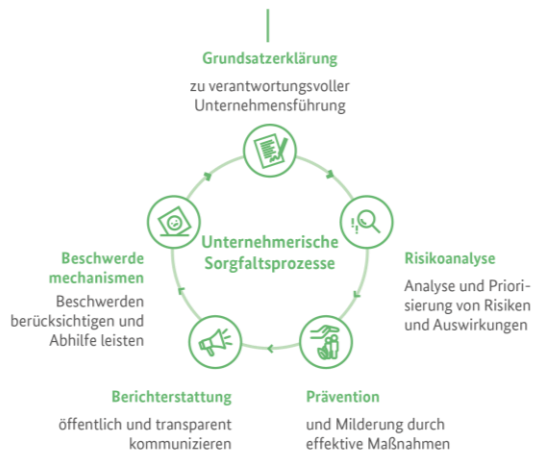 Grundsatzerklärung
zu verantwortungsvoller
Unternehmensführung
Unternehmerische
Sorgfaltsprozesse
Risikoanalyse
Analyse und Priori-
sierung von Risiken
und Auswirkungen
Prävention
und Milderung durch
effektive Maßnahmen
Berichterstattung
öffentlich und transparent
kommunizieren
Beschwerde
mechanismen
Beschwerden
berücksichtigen und
Abhilfe leisten